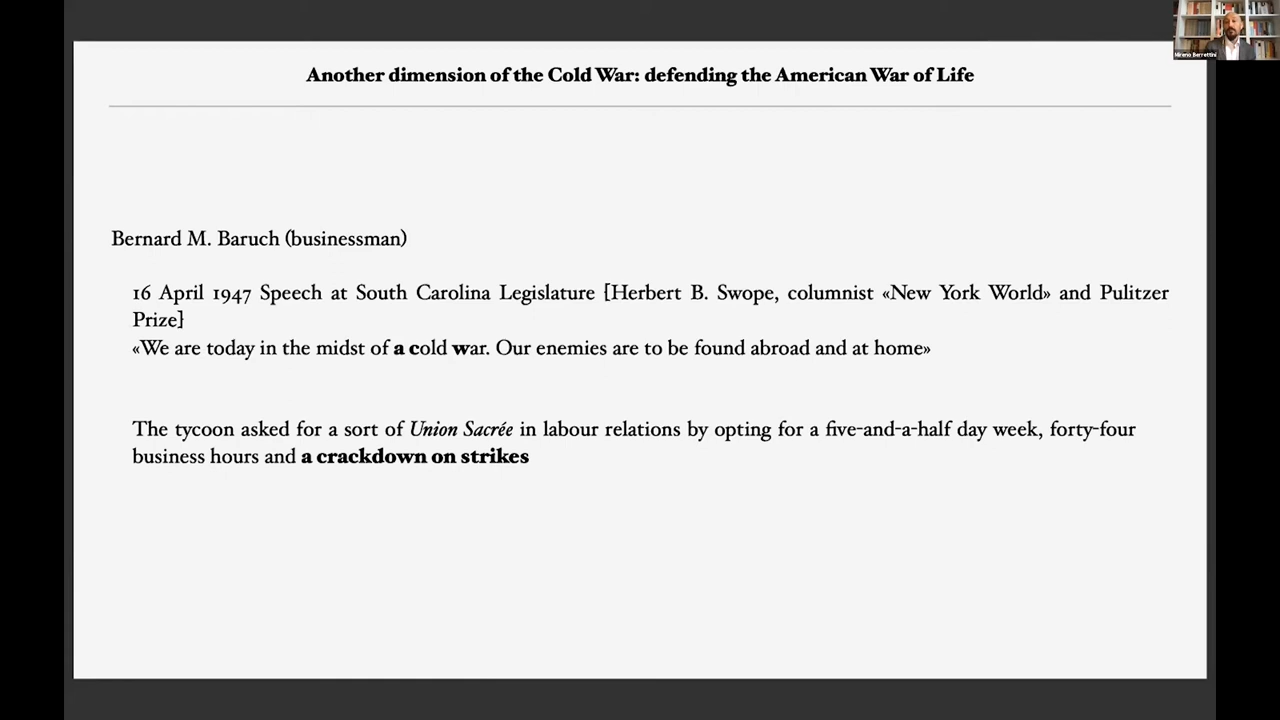 Another dimension of the Cold War: defending the American War of Life
Mireno Berrettini
Bernard M. Baruch (businessman)
16 April 1947 Speech at South Carolina Legislature [Herbert B. Swope, columnist «New York World» and Pulitzer
Prize]
«We are today in the midst of a cold war. Our enemies are to be found abroad and at home»
The tycoon asked for a sort of Union Sacrée in labour relations by opting for a five-and-a-half day week, forty-four
business hours and a crackdown on strikes